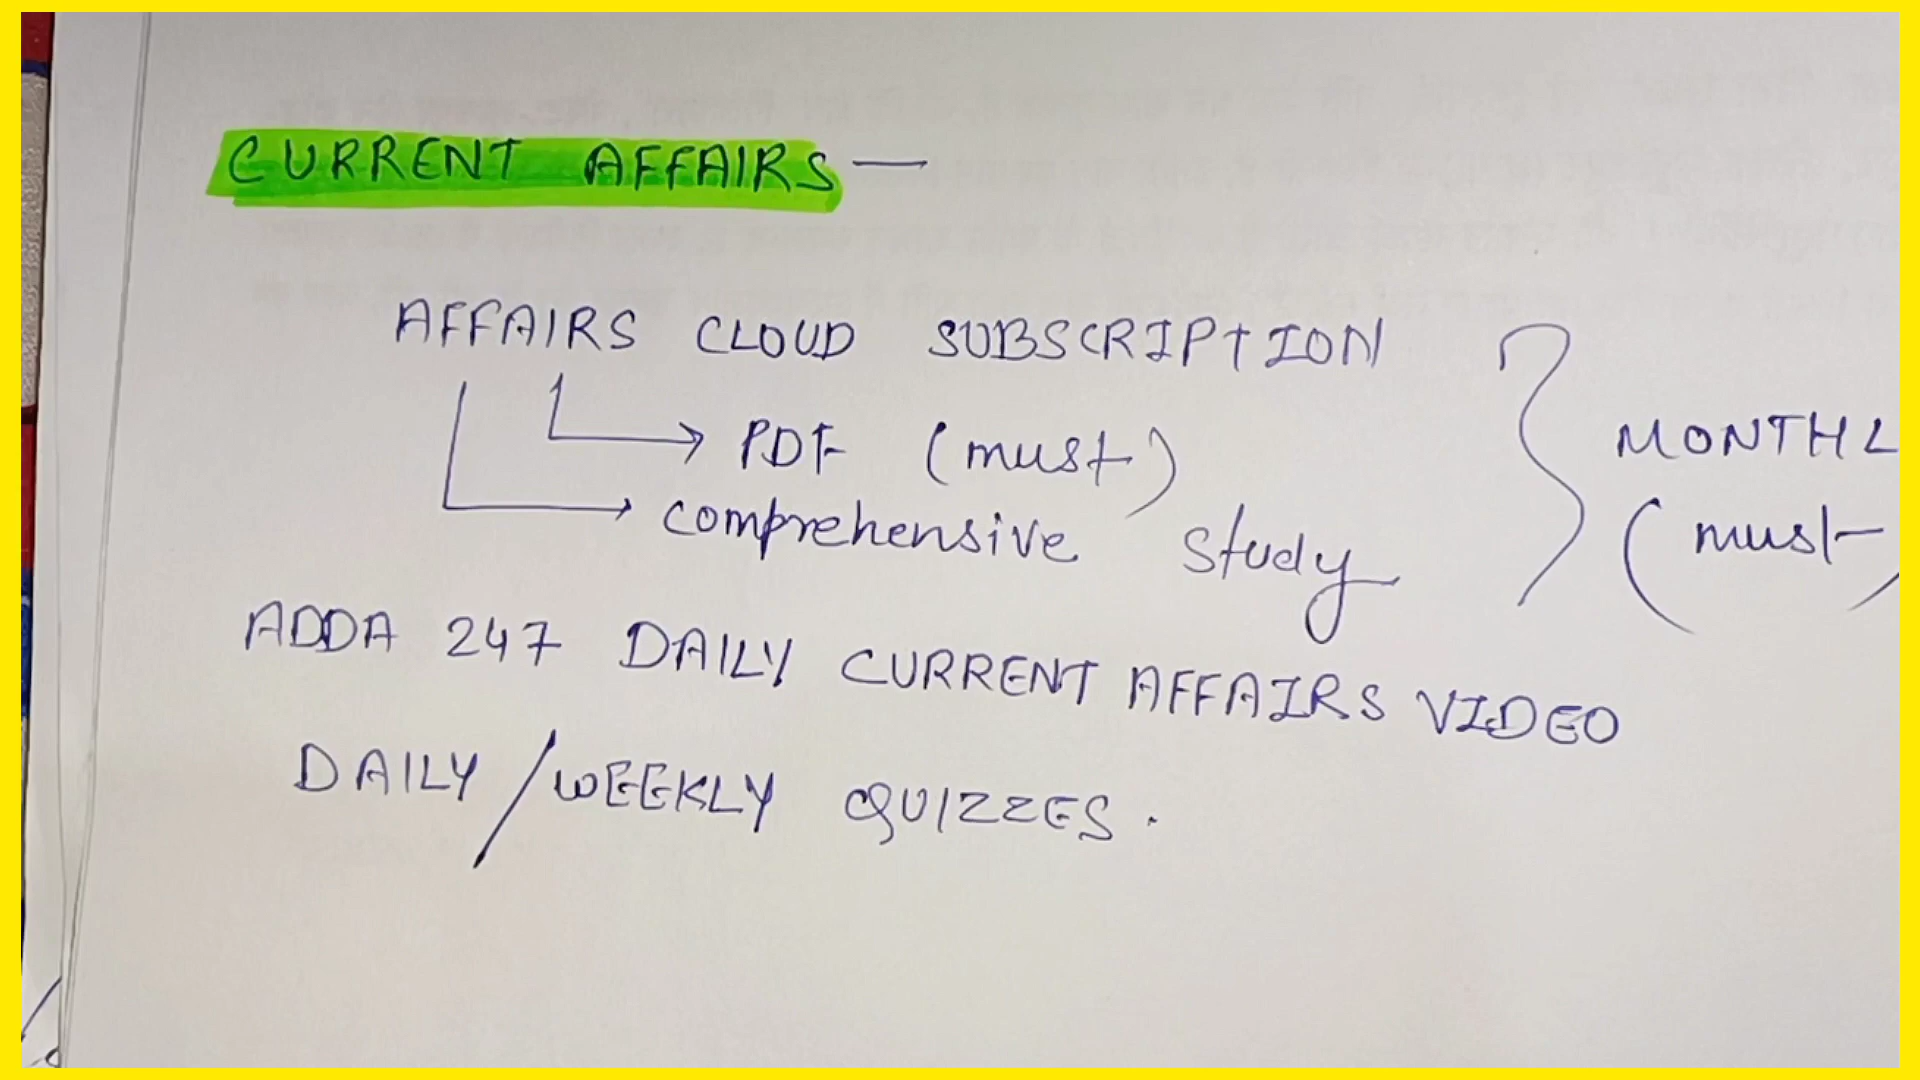 CURRENT AFFAIRS —
AFFAIRS CLOUD SUBSCRIPTION
→ PDF (must)
→ comprehensive study
MONTHL
(must)
ADDA 247 DAILY CURRENT AFFAIRS VIDEO
DAILY / WEEKLY QUIZZES.